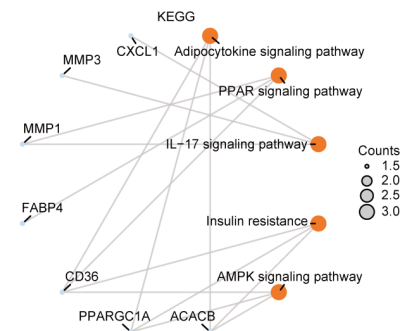 KEGG
CXCL1
Adipocytokine signaling pathway
MMP3
PPAR signaling pathway
MMP1
IL−17 signaling pathway
Counts
1.5
2.0
2.5
3.0
FABP4
Insulin resistance
CD36
AMPK signaling pathway
PPARGC1A
ACACB